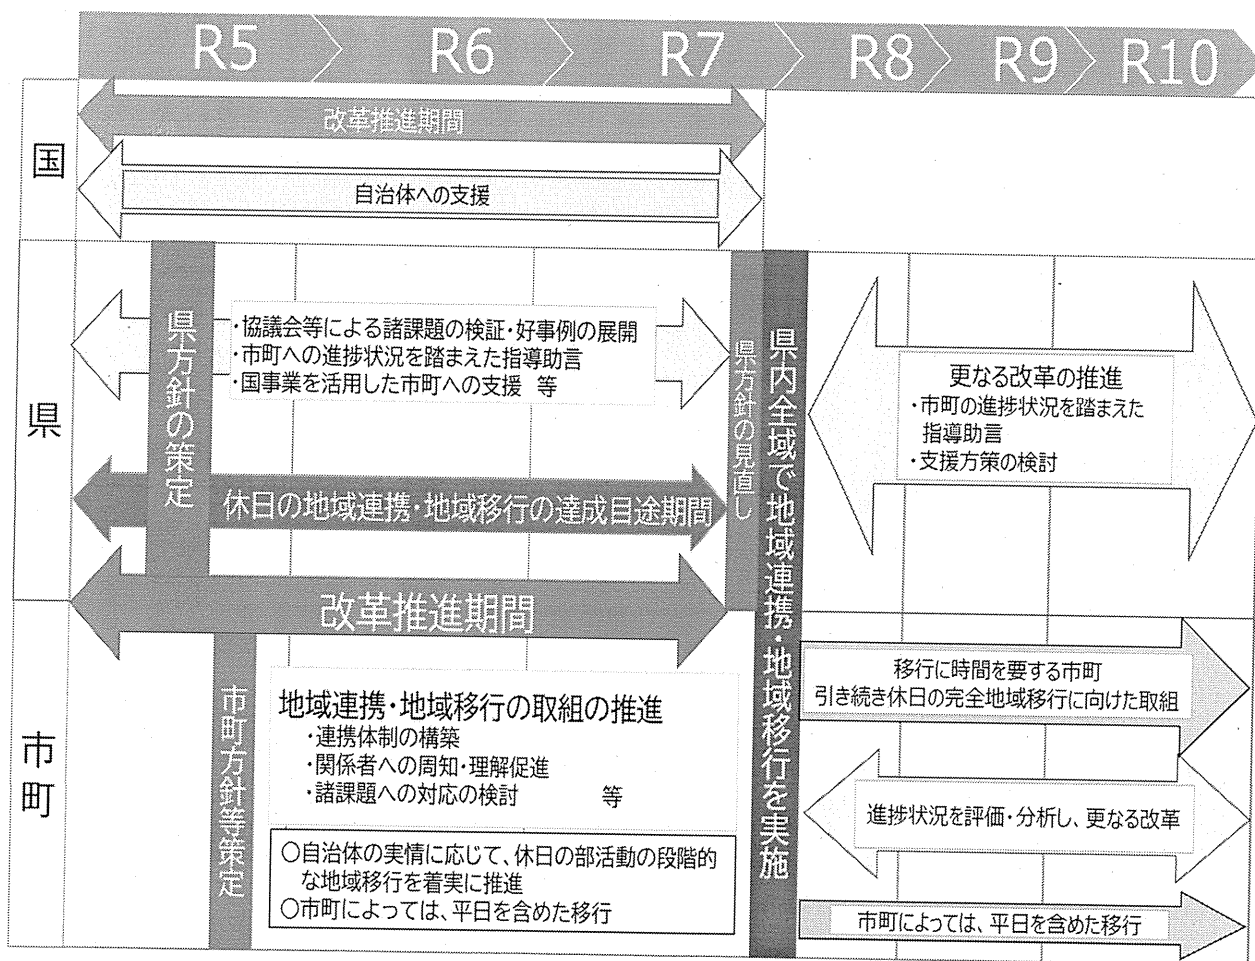 R5
R6
R7
R8
R9
R10
国
改革推進期間
自治体への支援
県
県方針の策定
・協議会等による諸課題の検証・好事例の展開
・市町への進捗状況を踏まえた指導助言
・国事業を活用した市町への支援 等
休日の地域連携・地域移行の達成目途期間
県方針の見直し
県内全域で地域連携・地域移行を実施
更なる改革の推進
・市町の進捗状況を踏まえた
指導助言
・支援方策の検討
改革推進期間
市町
市町方針等策定
地域連携・地域移行の取組の推進
・連携体制の構築
・関係者への周知・理解促進
・諸課題への対応の検討 等
〇自治体の実情に応じて、休日の部活動の段階的
な地域移行を着実に推進
〇市町によっては、平日を含めた移行
移行に時間を要する市町
引き続き休日の完全地域移行に向けた取組
進捗状況を評価・分析し、更なる改革
市町によっては、平日を含めた移行